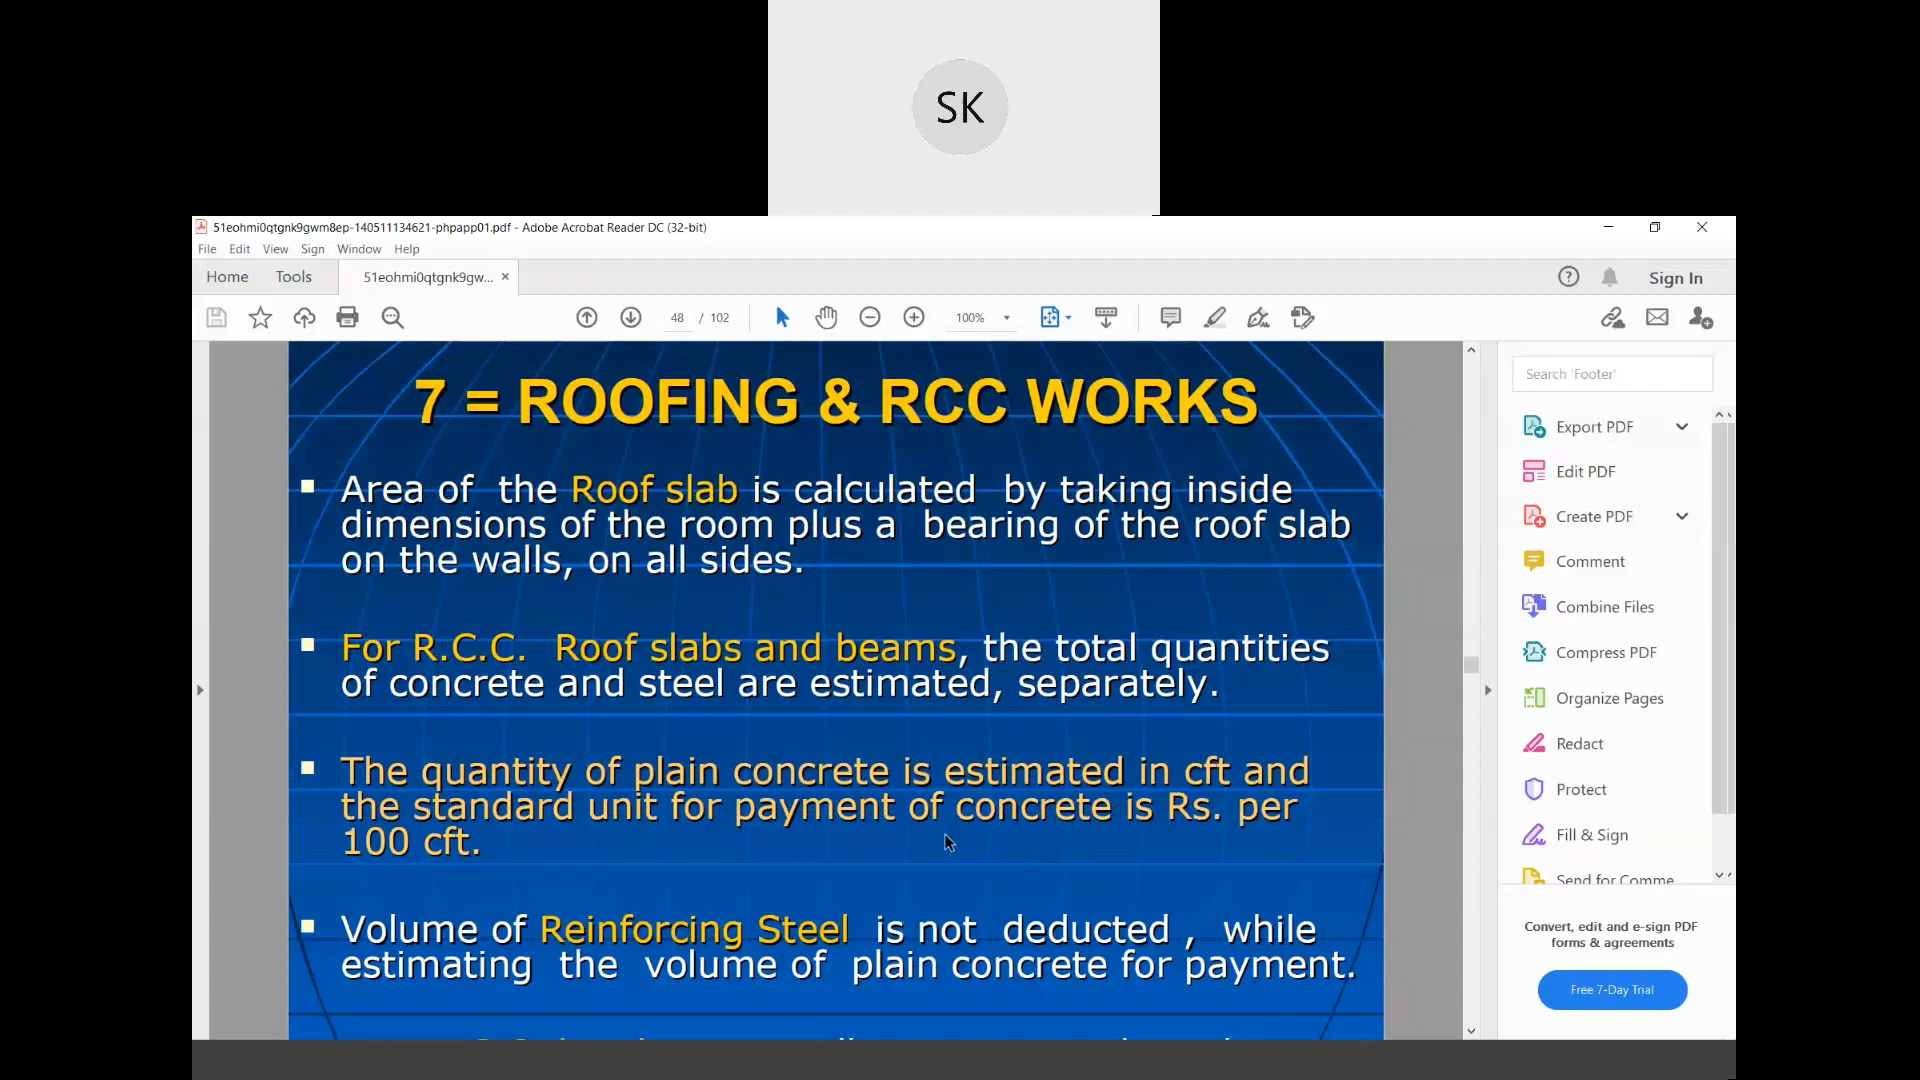 SK
51eohmi0qtgnk9gwm8ep-140511134621-phpapp01.pdf - Adobe Acrobat Reader DC (32-bit)
File Edit View Sign Window Help
Home Tools 51eohmi0qtgnk9gw... × Sign In
48 / 102 100%
7 = ROOFING & RCC WORKS
Area of the Roof slab is calculated by taking inside
dimensions of the room plus a bearing of the roof slab
on the walls, on all sides.
For R.C.C. Roof slabs and beams, the total quantities
of concrete and steel are estimated, separately.
The quantity of plain concrete is estimated in cft and
the standard unit for payment of concrete is Rs. per
100 cft.
Volume of Reinforcing Steel is not deducted , while
estimating the volume of plain concrete for payment.
Search 'Footer'
Export PDF
Edit PDF
Create PDF
Comment
Combine Files
Compress PDF
Organize Pages
Redact
Protect
Fill & Sign
Send for Comme
Convert, edit and e-sign PDF
forms & agreements
Free 7-Day Trial